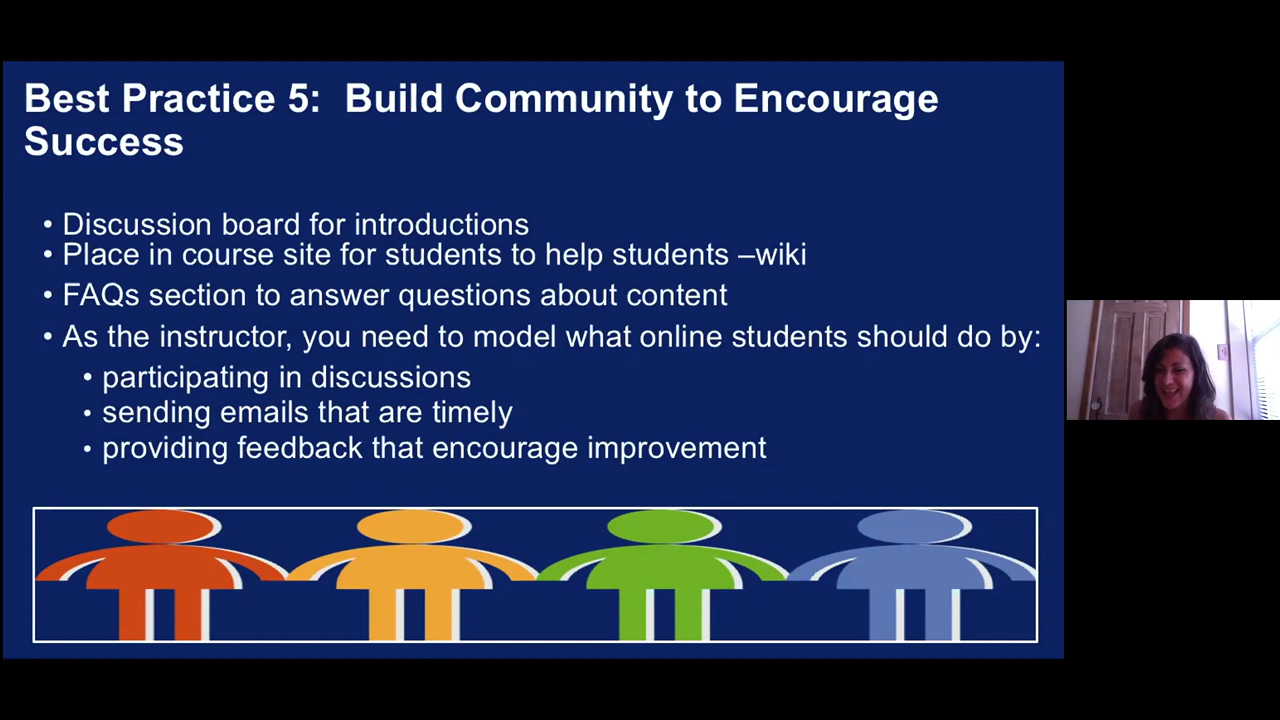 Best Practice 5:  Build Community to Encourage
Success
• Discussion board for introductions
• Place in course site for students to help students –wiki
• FAQs section to answer questions about content
• As the instructor, you need to model what online students should do by:
• participating in discussions
• sending emails that are timely
• providing feedback that encourage improvement